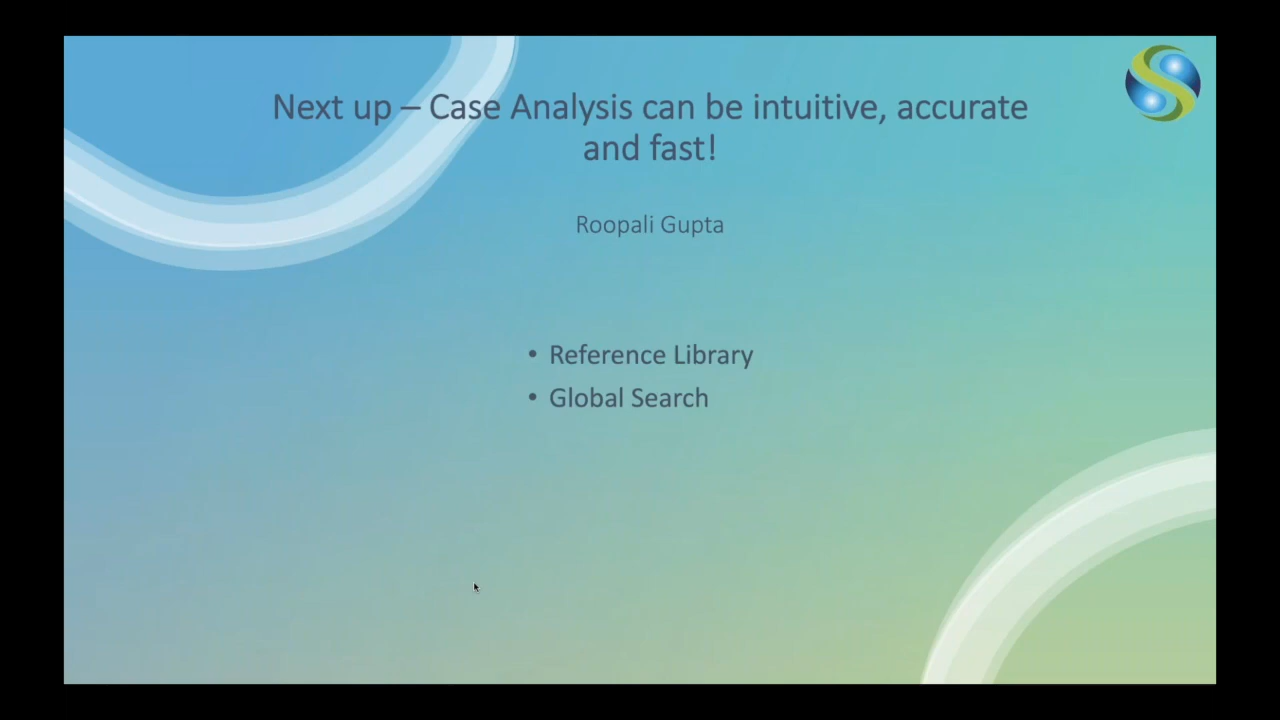 Next up – Case Analysis can be intuitive, accurate
and fast!
Roopali Gupta
• Reference Library
• Global Search